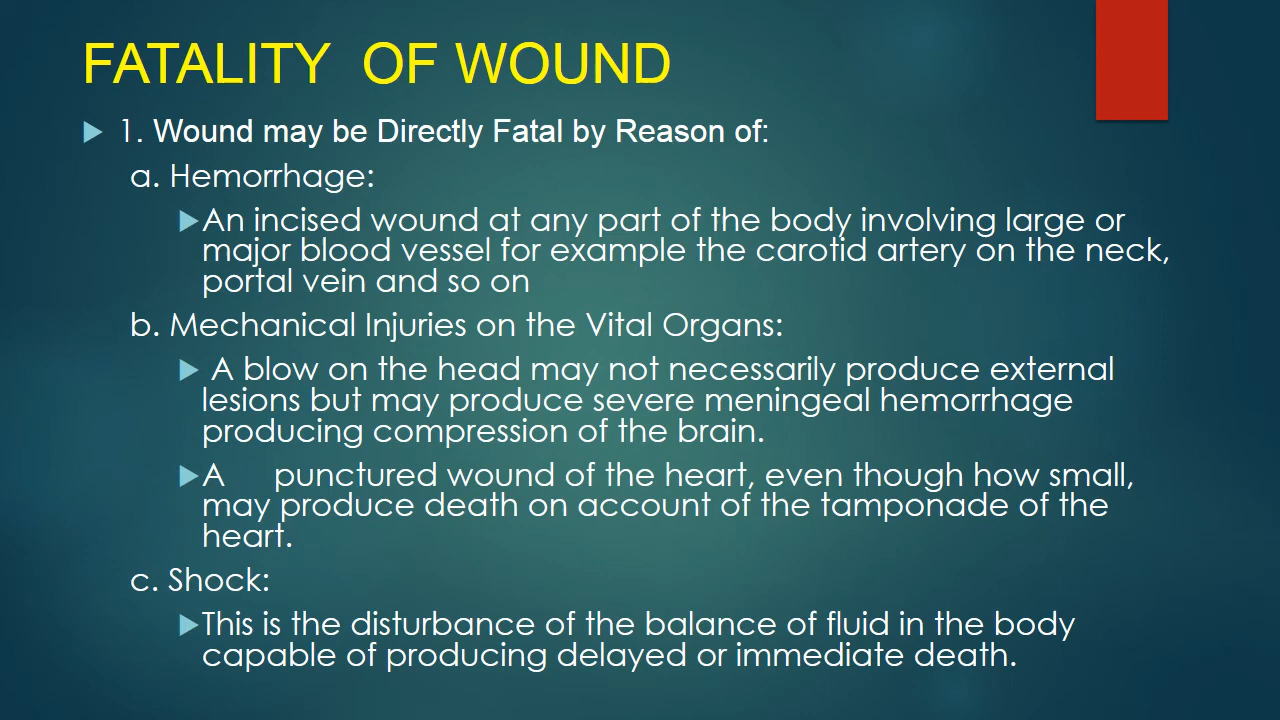 FATALITY OF WOUND
1. Wound may be Directly Fatal by Reason of:
a. Hemorrhage:
An incised wound at any part of the body involving large or
major blood vessel for example the carotid artery on the neck,
portal vein and so on
b. Mechanical Injuries on the Vital Organs:
A blow on the head may not necessarily produce external
lesions but may produce severe meningeal hemorrhage
producing compression of the brain.
A punctured wound of the heart, even though how small,
may produce death on account of the tamponade of the
heart.
c. Shock:
This is the disturbance of the balance of fluid in the body
capable of producing delayed or immediate death.